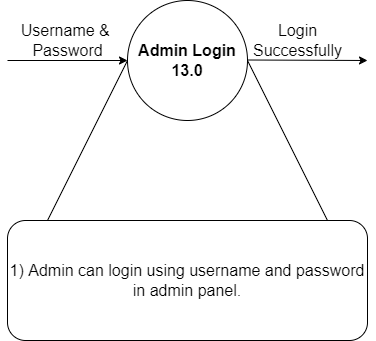 Username &
Password
Admin Login
13.0
Login
Successfully
1) Admin can login using username and password
in admin panel.